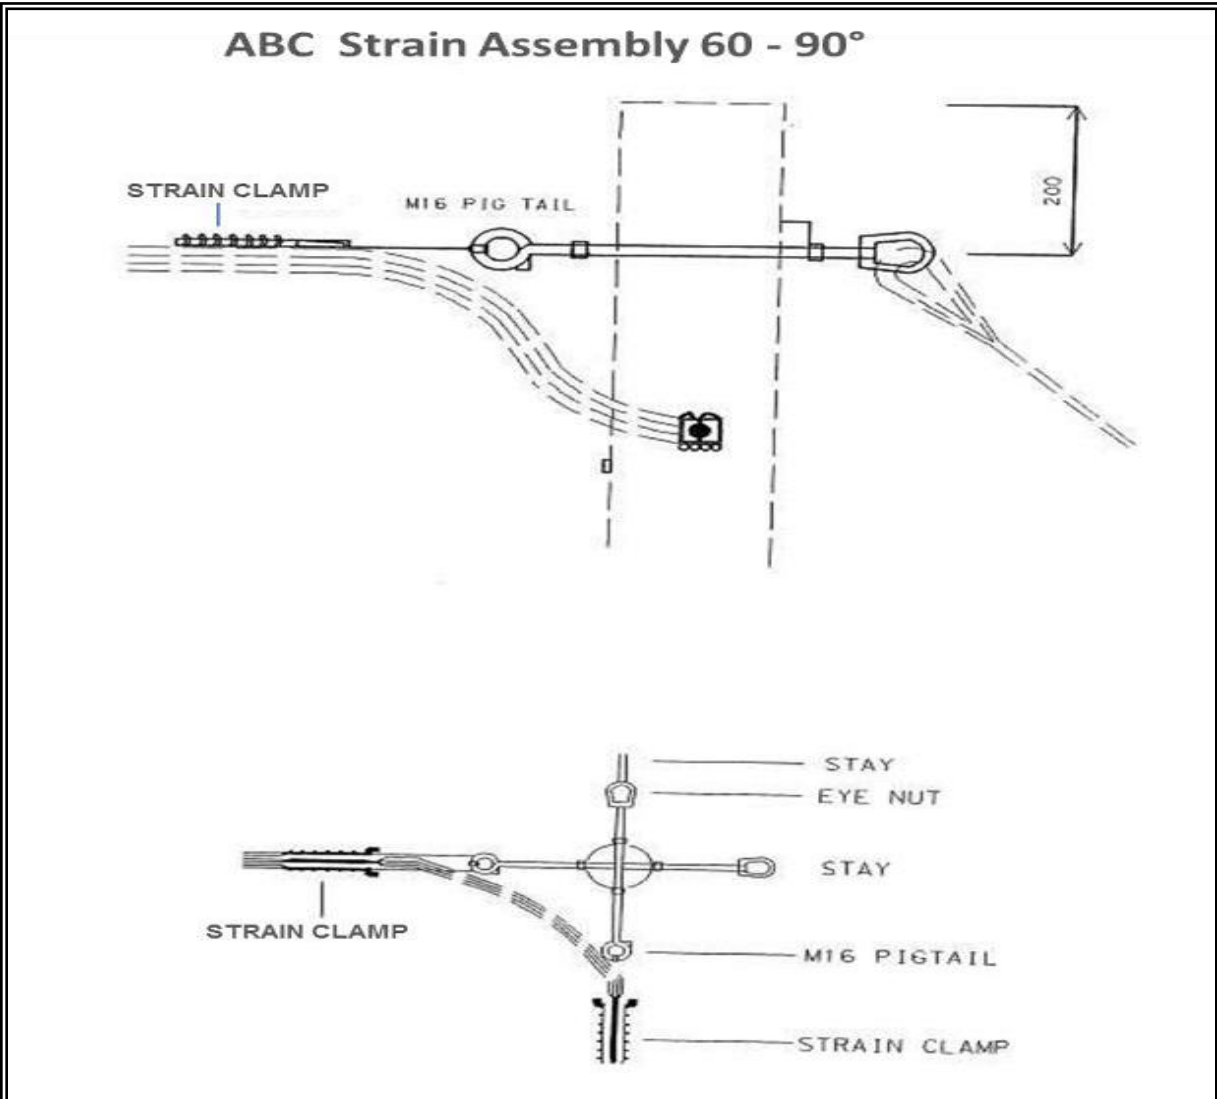 ABC Strain Assembly 60 - 90°
STRAIN CLAMP
M16 PIG TAIL
200
STAY
EYE NUT
STAY
STRAIN CLAMP
M16 PIGTAIL
STRAIN CLAMP